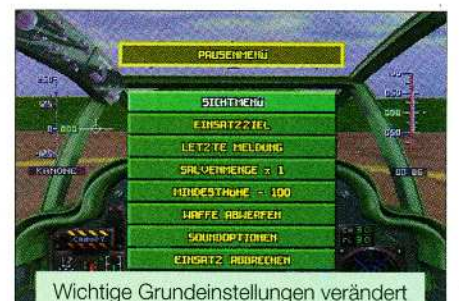 PAUSENMENÜ
SICHTMENÜ
EINSATZZIEL
LETZTE MELDUNG
SALVENMENGE x 1
MINDESTHÖHE - 100
WAFFE ABWERFEN
SOUNDOPTIONEN
EINSATZ ABBRECHEN
KANONE
Wichtige Grundeinstellungen verändert